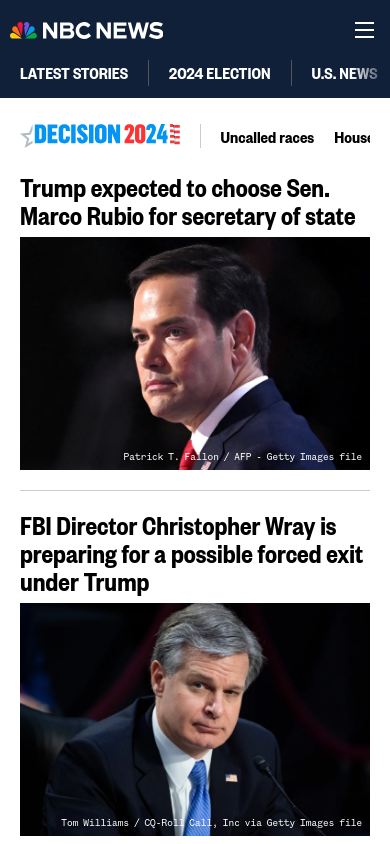 NBC NEWS
LATEST STORIES
2024 ELECTION
U.S. NEWS
DECISION 2024
Uncalled races
House
Trump expected to choose Sen.
Marco Rubio for secretary of state
Patrick T. Fallon / AFP - Getty Images file
FBI Director Christopher Wray is
preparing for a possible forced exit
under Trump
Tom Williams / CQ-Roll Call, Inc via Getty Images file